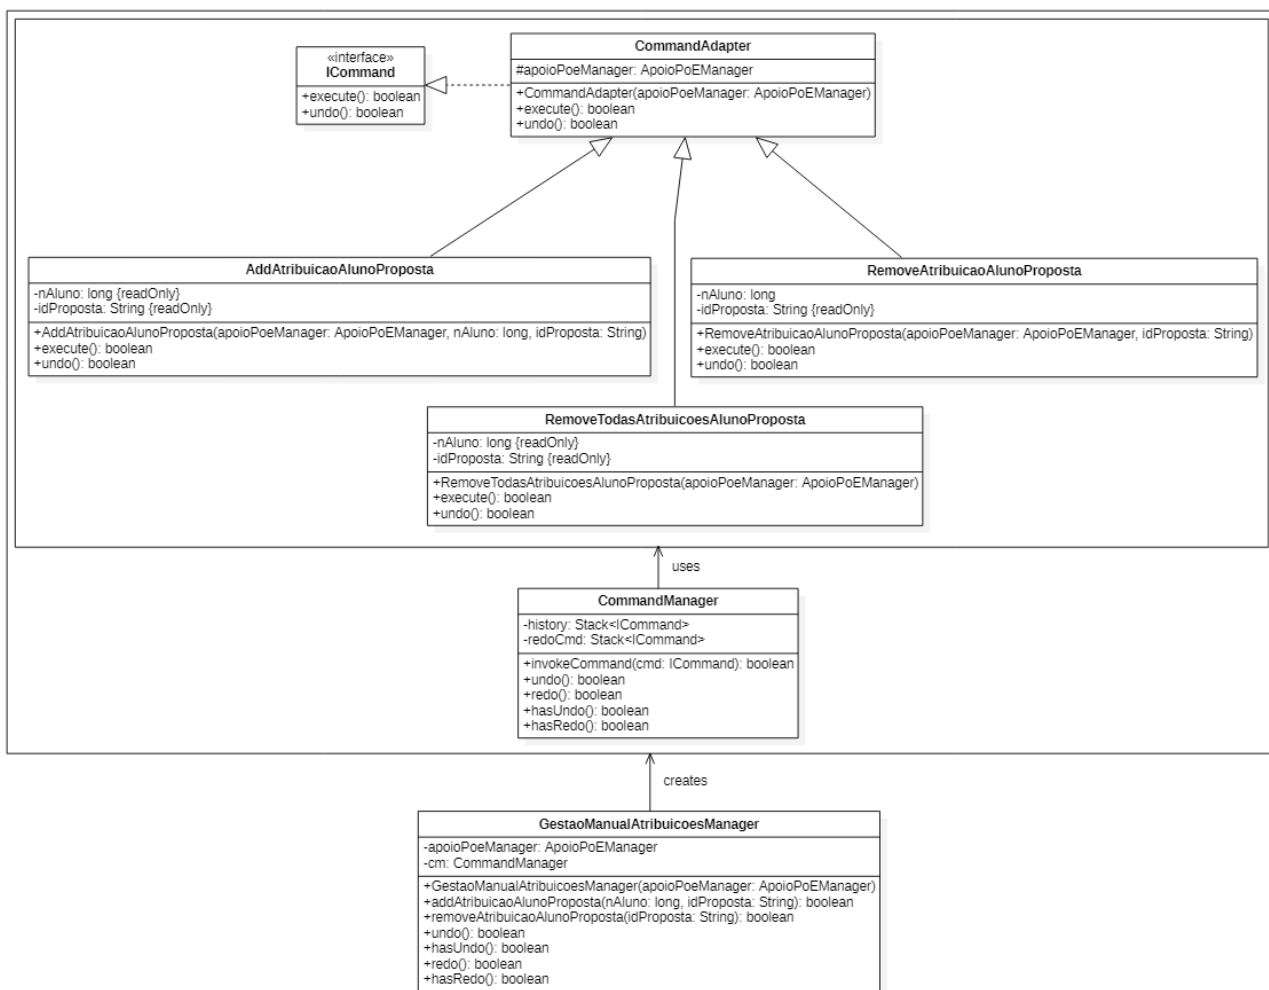 «interface»
ICommand
+execute(): boolean
+undo(): boolean
CommandAdapter
#apoioPoeManager: ApoioPoEManager
+CommandAdapter(apoioPoeManager: ApoioPoEManager)
+execute(): boolean
+undo(): boolean
AddAtribuicaoAlunoProposta
-nAluno: long {readOnly}
-idProposta: String {readOnly}
+AddAtribuicaoAlunoProposta(apoioPoeManager: ApoioPoEManager, nAluno: long, idProposta: String)
+execute(): boolean
+undo(): boolean
RemoveAtribuicaoAlunoProposta
-nAluno: long
-idProposta: String {readOnly}
+RemoveAtribuicaoAlunoProposta(apoioPoeManager: ApoioPoEManager, idProposta: String)
+execute(): boolean
+undo(): boolean
RemoveTodasAtribuicoesAlunoProposta
-nAluno: long {readOnly}
-idProposta: String {readOnly}
+RemoveTodasAtribuicoesAlunoProposta(apoioPoeManager: ApoioPoEManager)
+execute(): boolean
+undo(): boolean
uses
CommandManager
-history: Stack<ICommand>
-redoCmd: Stack<ICommand>
+invokeCommand(cmd: ICommand): boolean
+undo(): boolean
+redo(): boolean
+hasUndo(): boolean
+hasRedo(): boolean
creates
GestaoManualAtribuicoesManager
-apoioPoeManager: ApoioPoEManager
-cm: CommandManager
+GestaoManualAtribuicoesManager(apoioPoeManager: ApoioPoEManager)
+addAtribuicaoAlunoProposta(nAluno: long, idProposta: String): boolean
+removeAtribuicaoAlunoProposta(idProposta: String): boolean
+undo(): boolean
+hasUndo(): boolean
+redo(): boolean
+hasRedo(): boolean